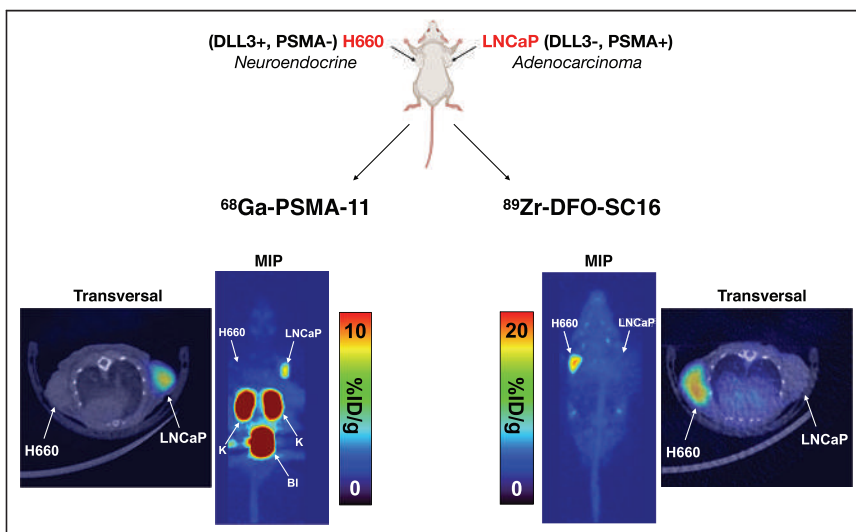 (DLL3+, PSMA-) H660
Neuroendocrine
LNCaP (DLL3-, PSMA+)
Adenocarcinoma
⁶⁸Ga-PSMA-11
⁸⁹Zr-DFO-SC16
Transversal
H660
LNCaP
MIP
H660
LNCaP
K
K
Bl
10
%ID/g
0
20
%ID/g
0
MIP
H660
LNCaP
Transversal
H660
LNCaP